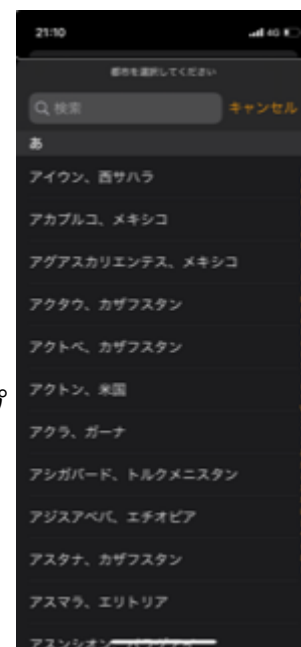 21:10
4G
都市を選択してください
検索
キャンセル
あ
アイウン、西サハラ
アカプルコ、メキシコ
アグアスカリエンテス、メキシコ
アクタウ、カザフスタン
アクトベ、カザフスタン
アクトン、米国
アクラ、ガーナ
アシガバード、トルクメニスタン
アジスアベバ、エチオピア
アスタナ、カザフスタン
アスマラ、エリトリア